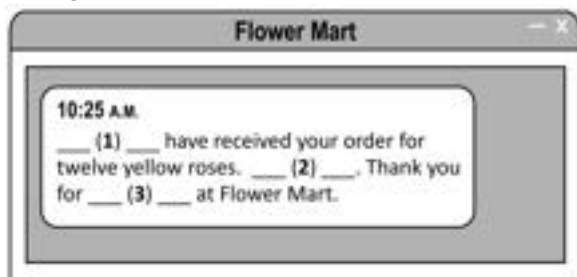 Flower Mart
10:25 A.M.
___ (1) ___ have received your order for
twelve yellow roses. ___ (2) ___. Thank you
for ___ (3) ___ at Flower Mart.